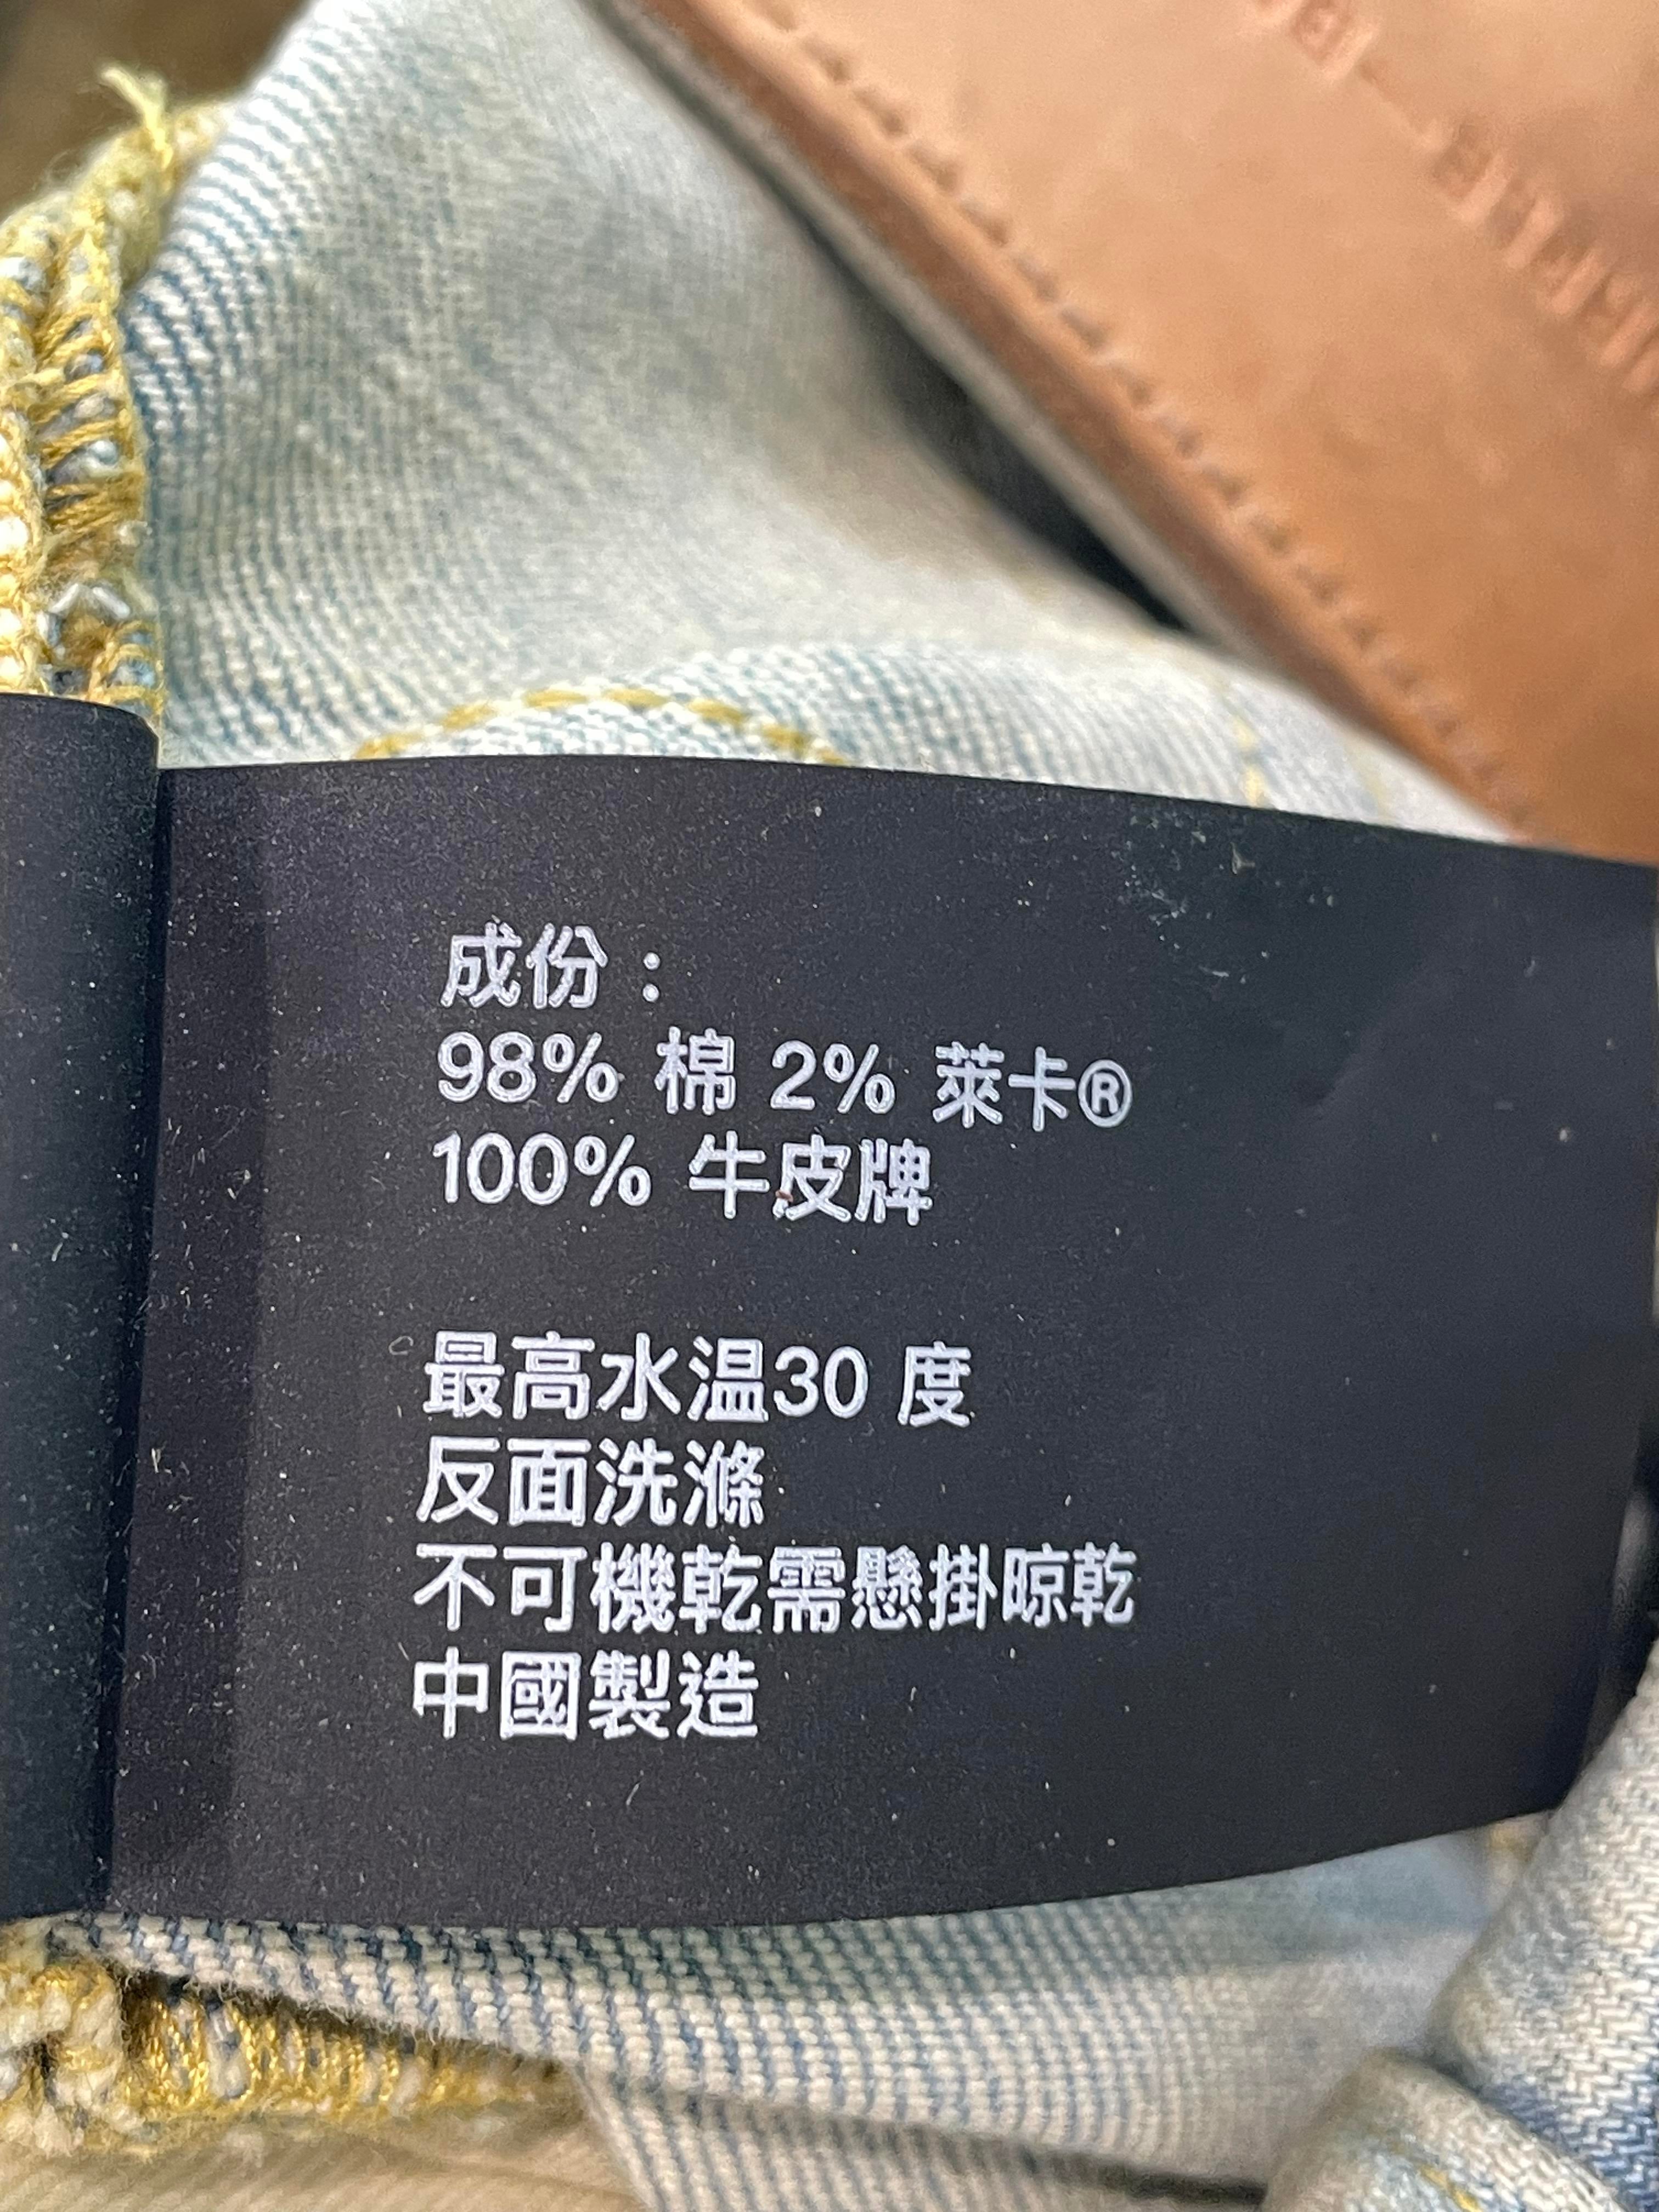 成份：
98% 棉 2% 萊卡®
100% 牛皮牌
最高水温30 度
反面洗滌
不可機乾需懸掛晾乾
中國製造